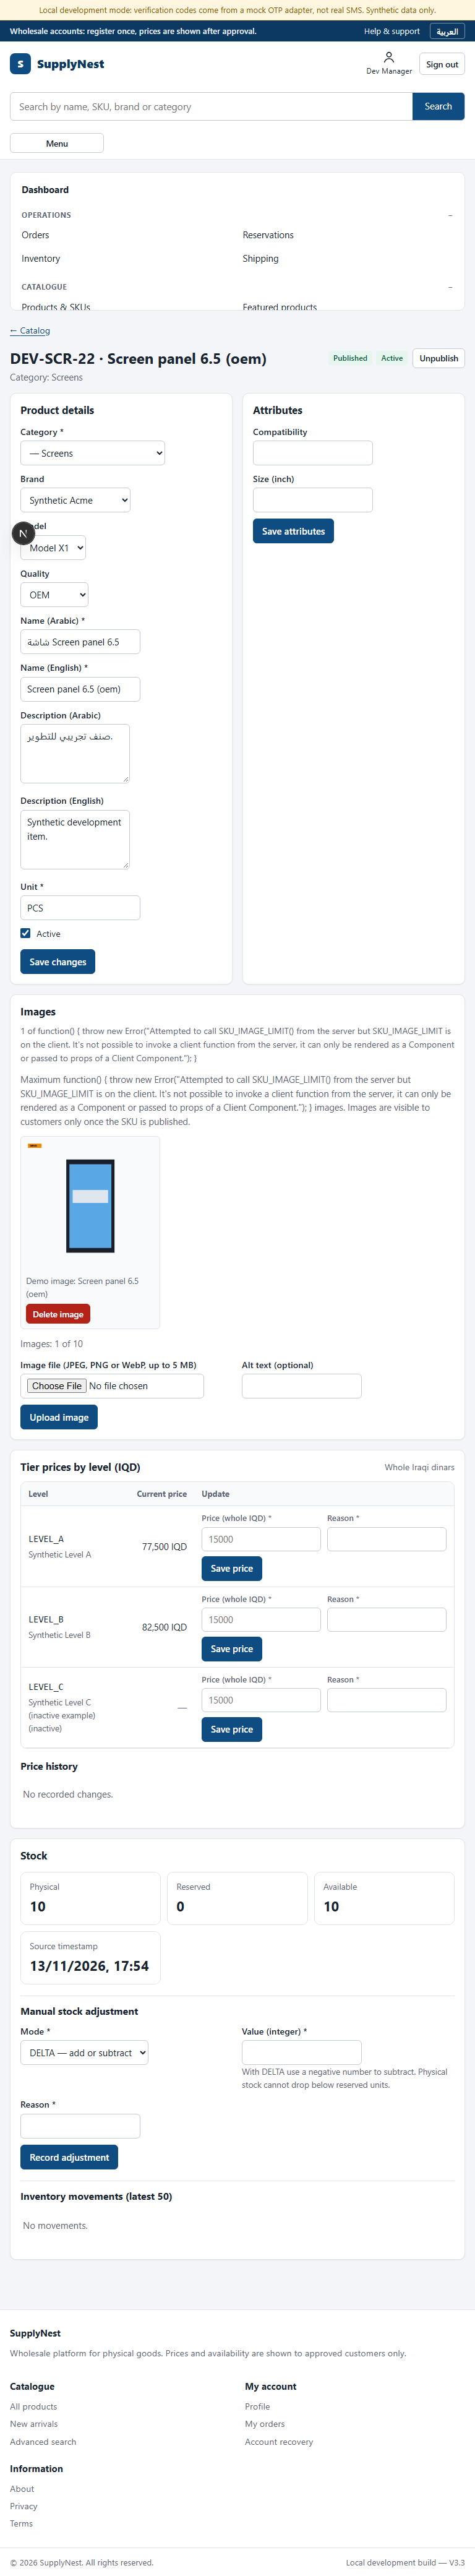 Local development mode: verification codes come from a mock OTP adapter, not real SMS. Synthetic data only.
Wholesale accounts: register once, prices are shown after approval.
Help & support
العربية
S
SupplyNest
Dev Manager
Sign out
Search by name, SKU, brand or category
Search
Menu
Dashboard
OPERATIONS –
Orders
Reservations
Inventory
Shipping
CATALOGUE –
Products & SKUs
Featured products
← Catalog
DEV-SCR-22 · Screen panel 6.5 (oem)
Published
Active
Unpublish
Category: Screens
Product details
Category *
— Screens
Brand
Synthetic Acme
N
Model X1
Quality
OEM
Name (Arabic) *
شاشة Screen panel 6.5
Name (English) *
Screen panel 6.5 (oem)
Description (Arabic)
صنف تجريبي للتطوير.
Description (English)
Synthetic development
item.
Unit *
PCS
Active
Save changes
Attributes
Compatibility
Size (inch)
Save attributes
Images
1 of function() { throw new Error("Attempted to call SKU_IMAGE_LIMIT() from the server but SKU_IMAGE_LIMIT is
on the client. It's not possible to invoke a client function from the server, it can only be rendered as a Component
or passed to props of a Client Component."); }
Maximum function() { throw new Error("Attempted to call SKU_IMAGE_LIMIT() from the server but
SKU_IMAGE_LIMIT is on the client. It's not possible to invoke a client function from the server, it can only be
rendered as a Component or passed to props of a Client Component."); } images. Images are visible to
customers only once the SKU is published.
Demo image: Screen panel 6.5
(oem)
Delete image
Images: 1 of 10
Image file (JPEG, PNG or WebP, up to 5 MB)
Choose File No file chosen
Alt text (optional)
Upload image
Tier prices by level (IQD)
Whole Iraqi dinars
Level
Current price
Update
LEVEL_A
Synthetic Level A
77,500 IQD
Price (whole IQD) *
Reason *
15000
Save price
LEVEL_B
Synthetic Level B
82,500 IQD
Price (whole IQD) *
Reason *
15000
Save price
LEVEL_C
Synthetic Level C
(inactive example)
(inactive)
—
Price (whole IQD) *
Reason *
15000
Save price
Price history
No recorded changes.
Stock
Physical
10
Reserved
0
Available
10
Source timestamp
13/11/2026, 17:54
Manual stock adjustment
Mode *
DELTA — add or subtract
Value (integer) *
With DELTA use a negative number to subtract. Physical
stock cannot drop below reserved units.
Reason *
Record adjustment
Inventory movements (latest 50)
No movements.
SupplyNest
Wholesale platform for physical goods. Prices and availability are shown to approved customers only.
Catalogue
All products
New arrivals
Advanced search
My account
Profile
My orders
Account recovery
Information
About
Privacy
Terms
© 2026 SupplyNest. All rights reserved.
Local development build — V3.3